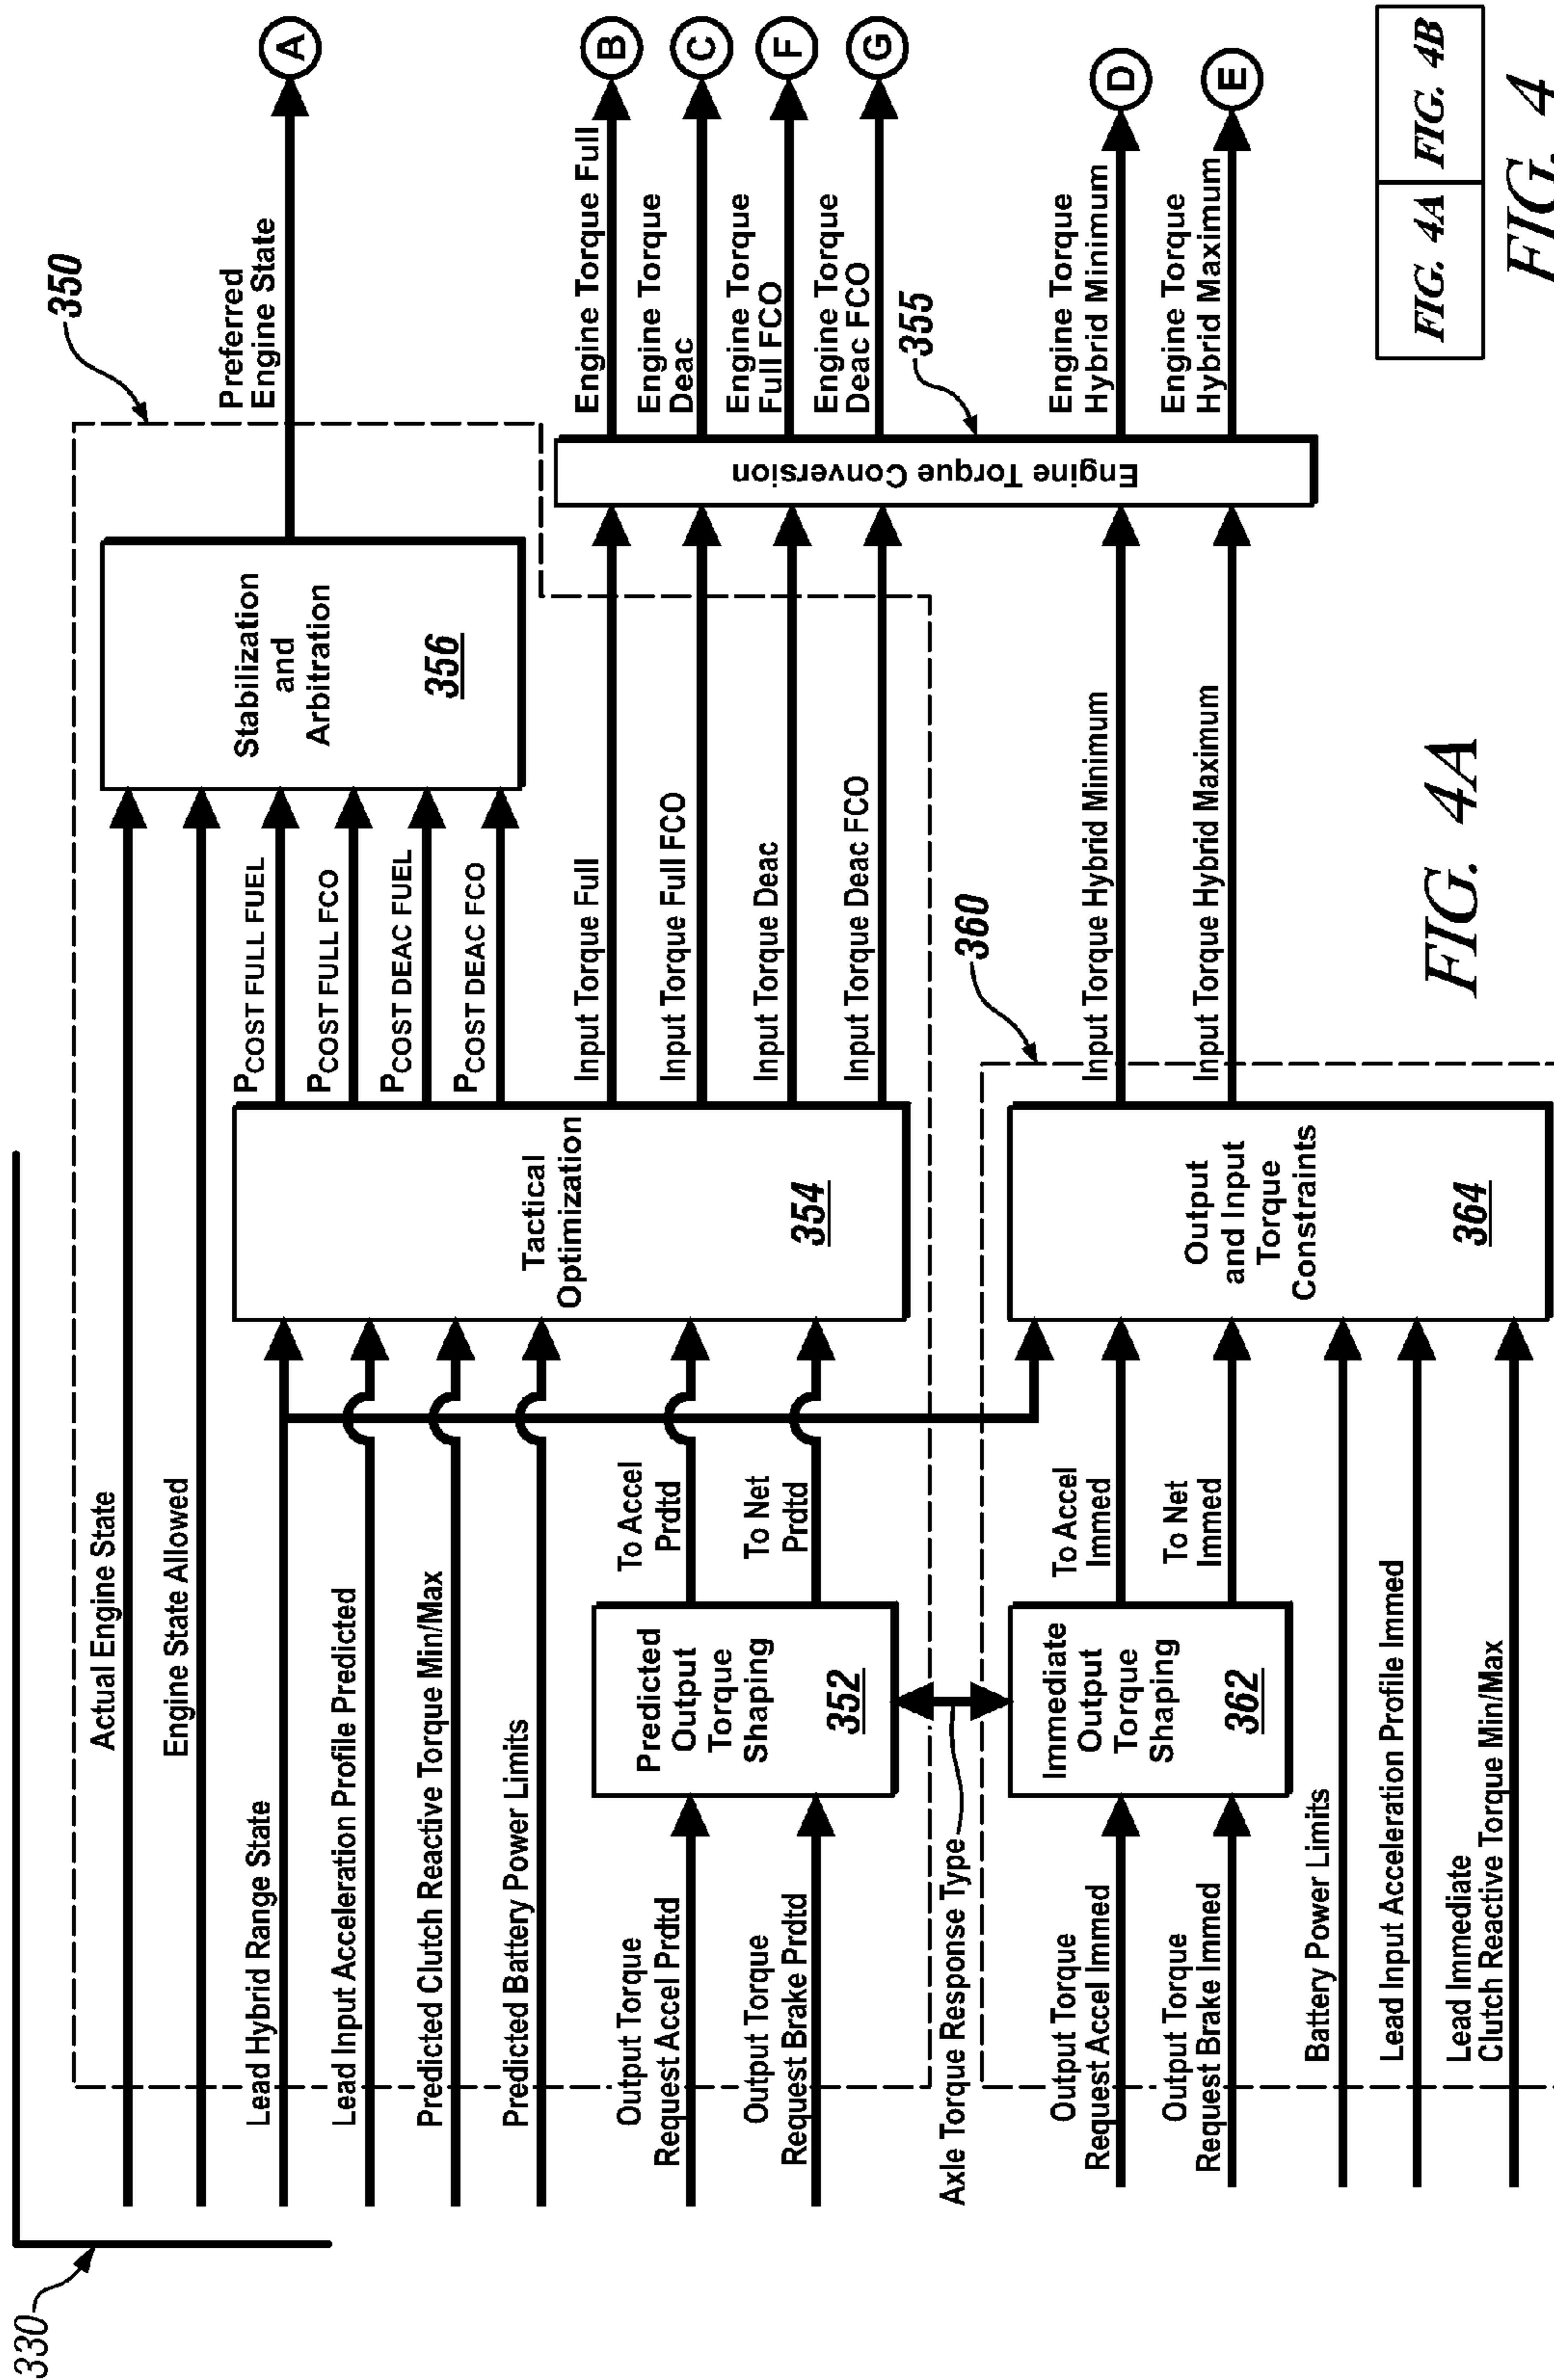 330
350
Actual Engine State
Engine State Allowed
Lead Hybrid Range State
Lead Input Acceleration Profile Predicted
Predicted Clutch Reactive Torque Min/Max
Predicted Battery Power Limits
Output Torque
Request Accel Prdtd
Output Torque
Request Brake Prdtd
Predicted
Output
Torque
Shaping
352
To Accel
Prdtd
To Net
Prdtd
Tactical
Optimization
354
PCOST FULL FUEL
PCOST FULL FCO
PCOST DEAC FUEL
PCOST DEAC FCO
Stabilization
and
Arbitration
356
Preferred
Engine State
A
Input Torque Full
Input Torque Full FCO
Input Torque Deac
Input Torque Deac FCO
Engine Torque Conversion
355
Engine Torque Full
B
Engine Torque
Deac
C
Engine Torque
Full FCO
F
Engine Torque
Deac FCO
G
Axle Torque Response Type
360
Output Torque
Request Accel Immed
Output Torque
Request Brake Immed
Immediate
Output
Torque
Shaping
362
To Accel
Immed
To Net
Immed
Battery Power Limits
Lead Input Acceleration Profile Immed
Lead Immediate
Clutch Reactive Torque Min/Max
Output
and Input
Torque
Constraints
364
Input Torque Hybrid Minimum
Input Torque Hybrid Maximum
Engine Torque
Hybrid Minimum
D
Engine Torque
Hybrid Maximum
E
FIG. 4A
FIG. 4A FIG. 4B
FIG. 4